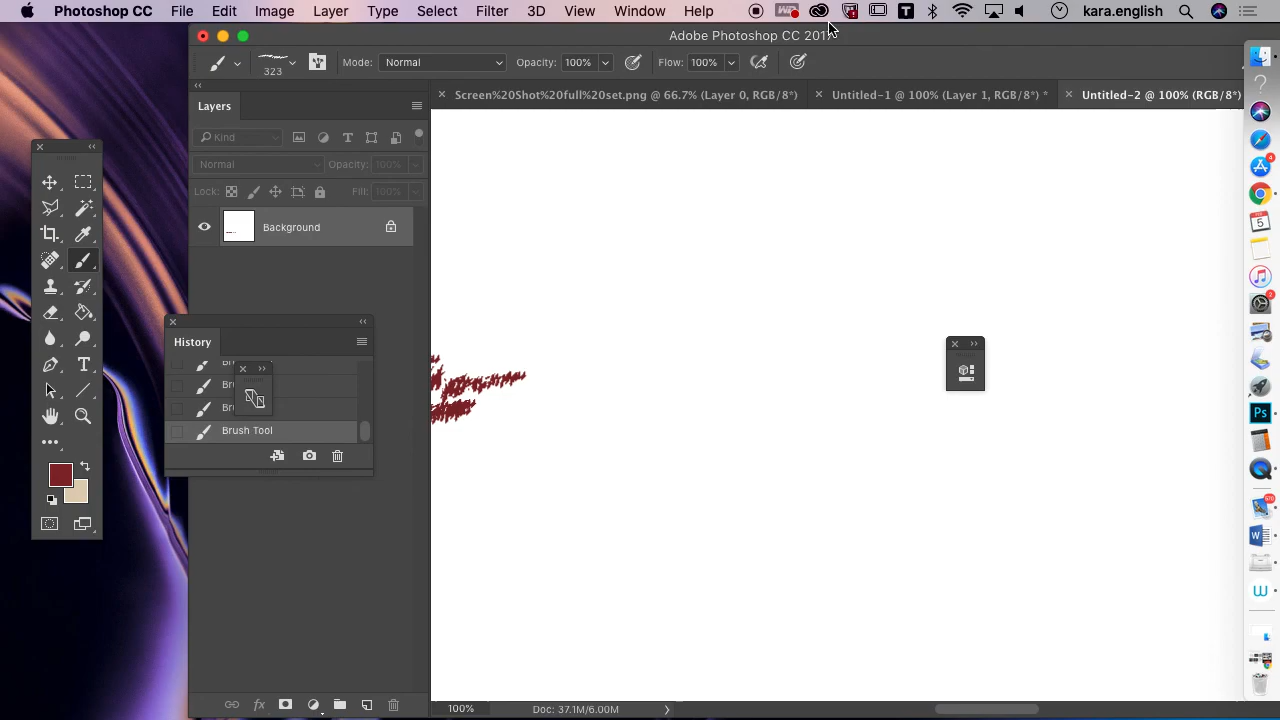 Photoshop CC File Edit Image Layer Type Select Filter 3D View Window Help kara.english
Adobe Photoshop CC 2017
323 Mode: Normal Opacity: 100% Flow: 100%
Screen%20Shot%20full%20set.png @ 66.7% (Layer 0, RGB/8*) Untitled-1 @ 100% (Layer 1, RGB/8*) * Untitled-2 @ 100% (RGB/8*)
Layers
Kind
Normal Opacity: 100%
Lock: Fill: 100%
Background
History
Brush Tool
100% Doc: 37.1M/6.00M